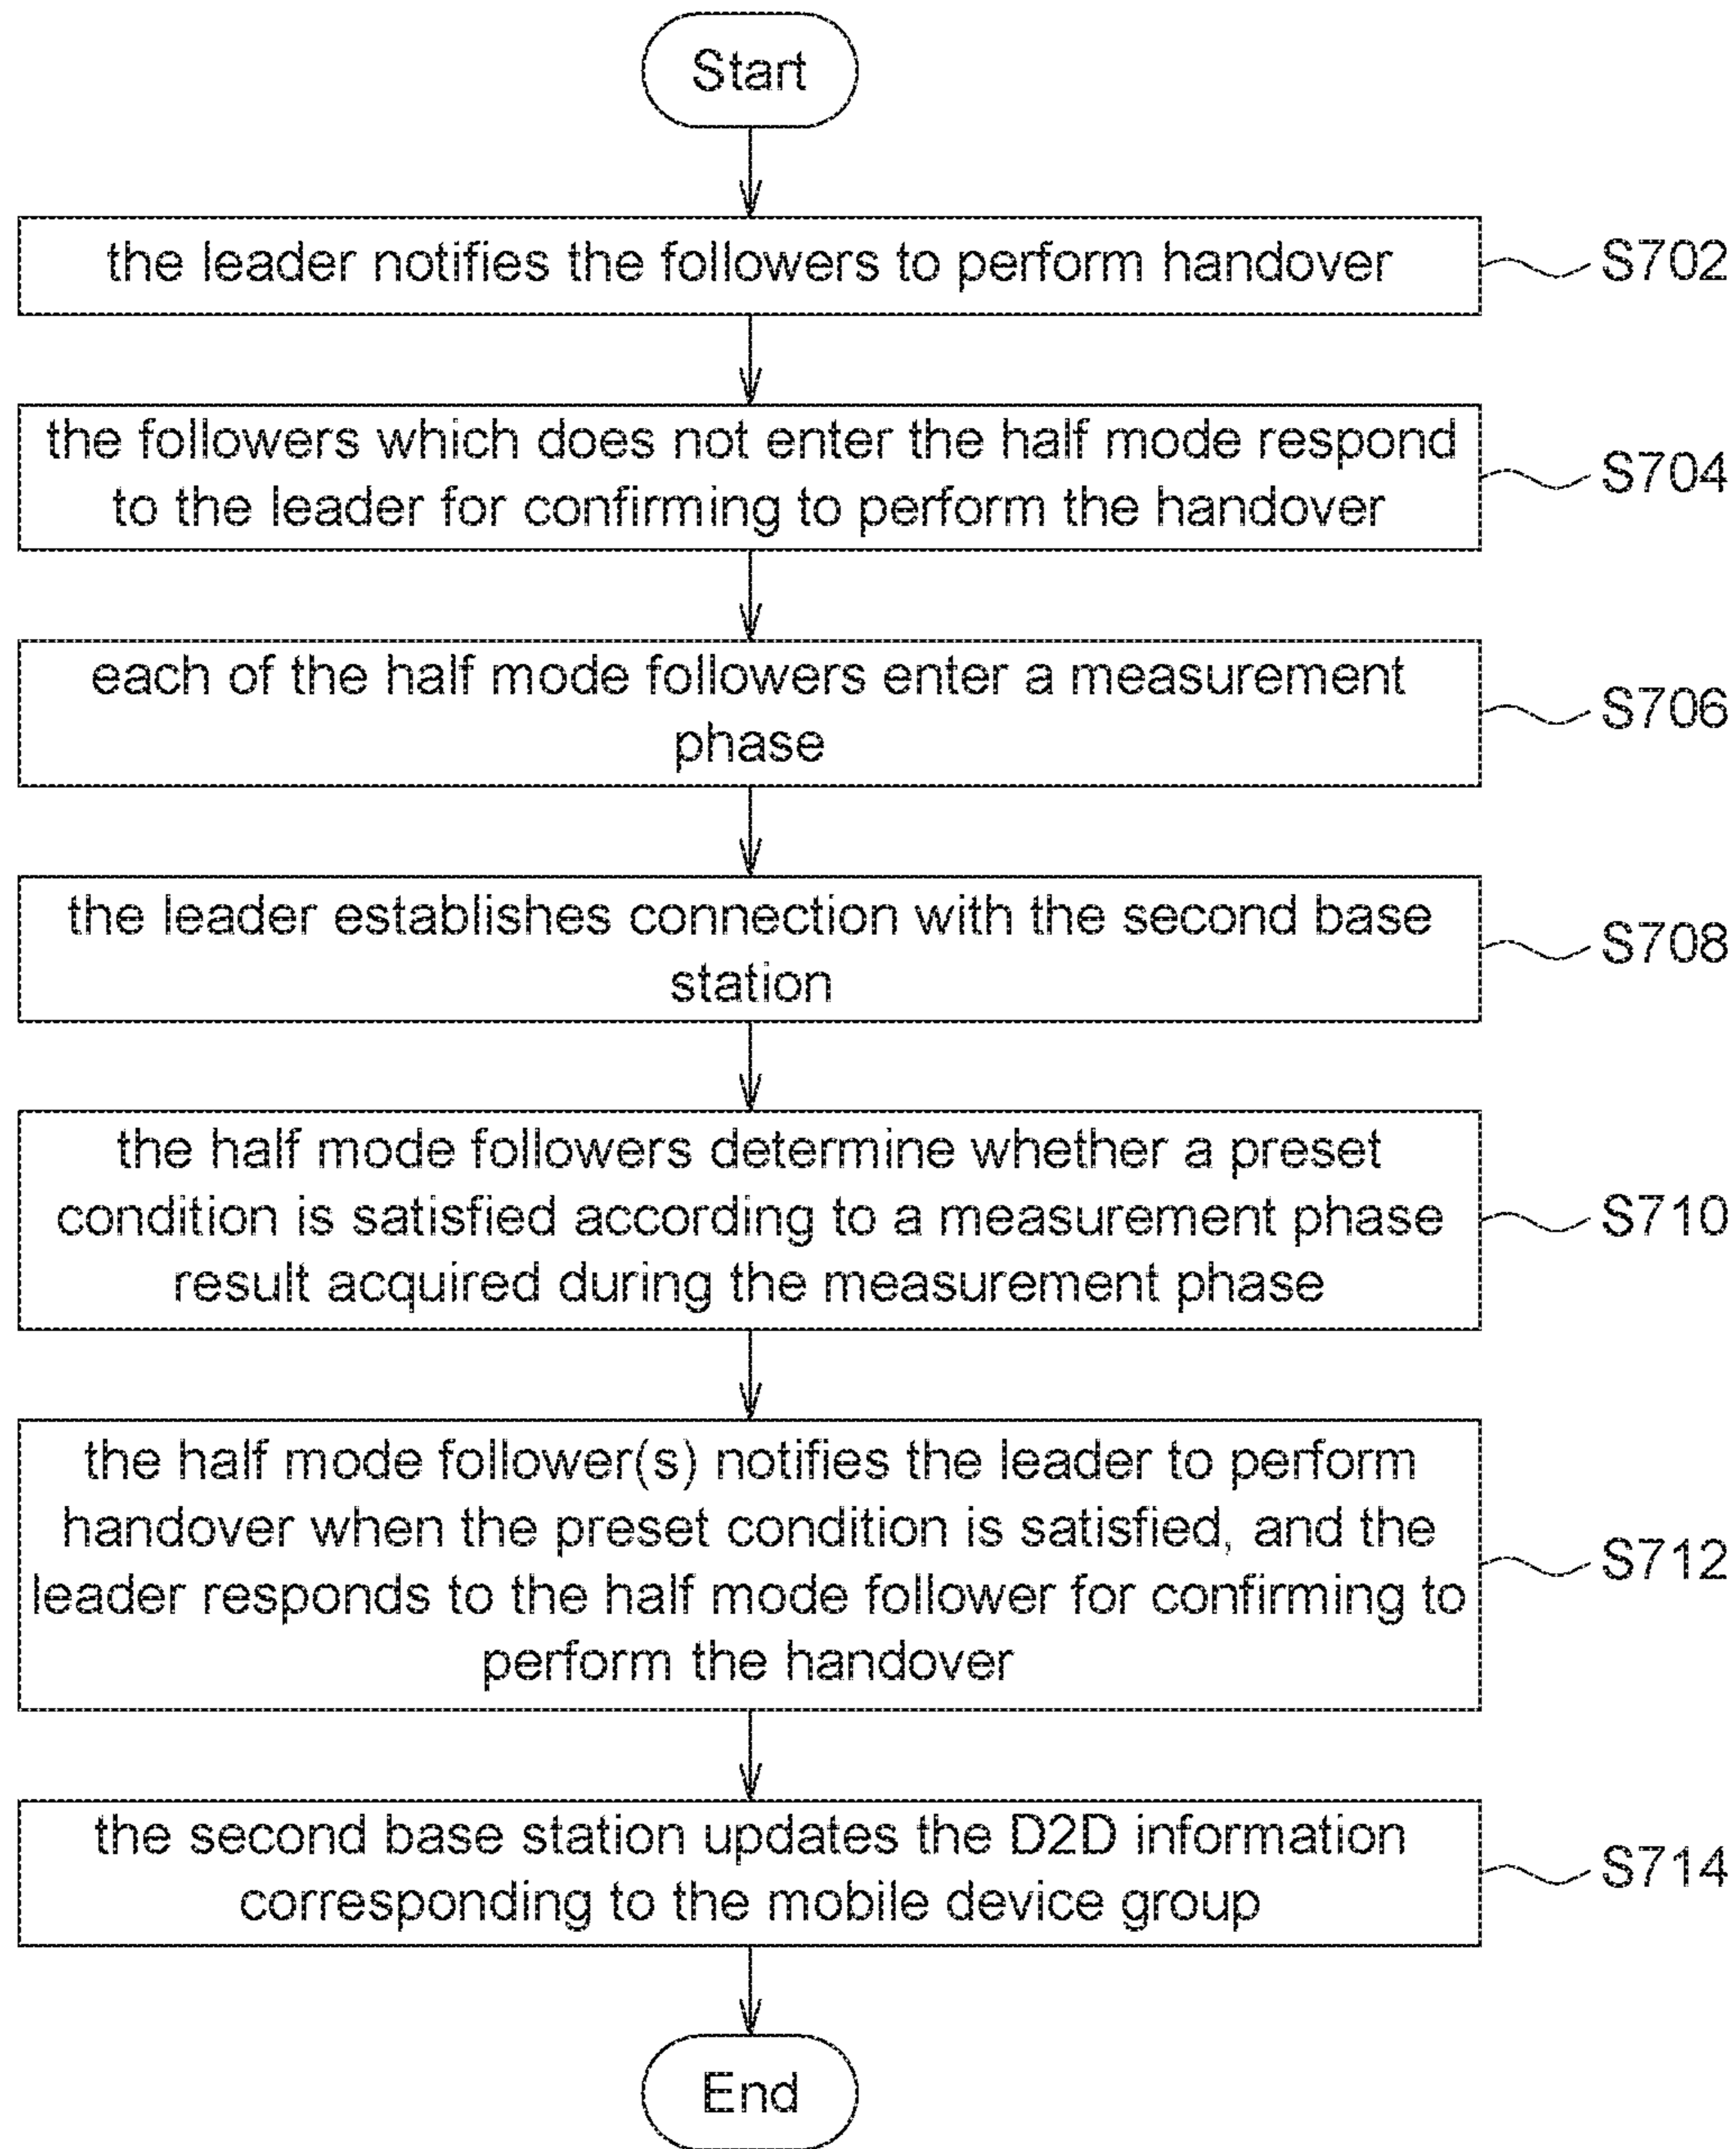 Start
the leader notifies the followers to perform handover
S702
the followers which does not enter the half mode respond
to the leader for confirming to perform the handover
S704
each of the half mode followers enter a measurement
phase
S706
the leader establishes connection with the second base
station
S708
the half mode followers determine whether a preset
condition is satisfied according to a measurement phase
result acquired during the measurement phase
S710
the half mode follower(s) notifies the leader to perform
handover when the preset condition is satisfied, and the
leader responds to the half mode follower for confirming to
perform the handover
S712
the second base station updates the D2D information
corresponding to the mobile device group
S714
End